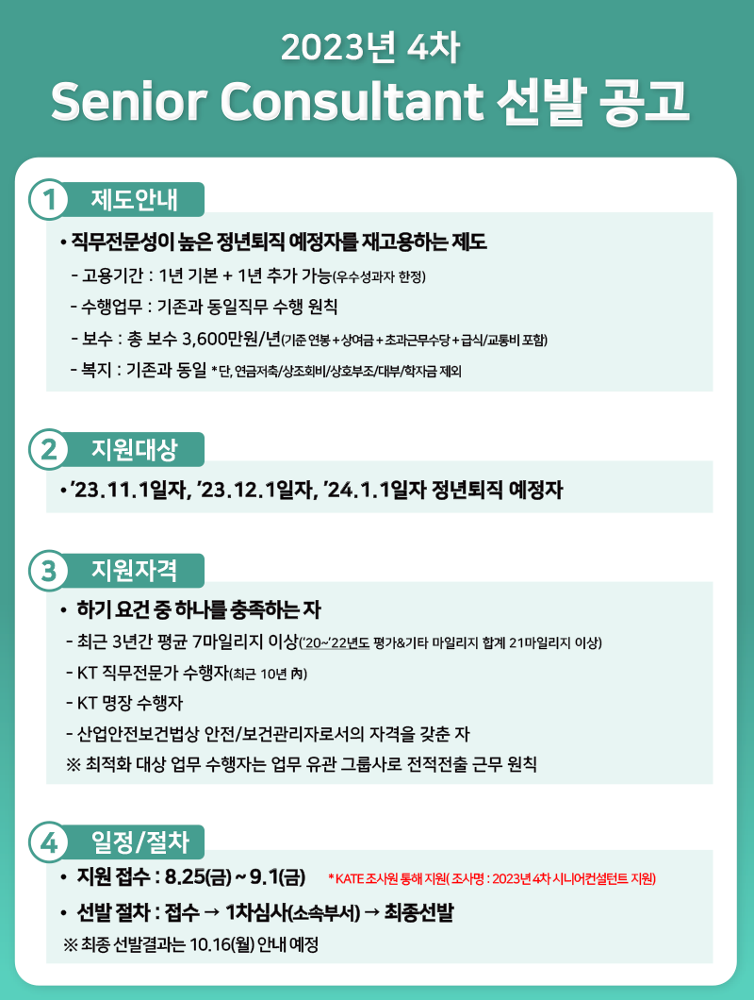 2023년 4차
Senior Consultant 선발 공고
1 제도안내
• 직무전문성이 높은 정년퇴직 예정자를 재고용하는 제도
- 고용기간 : 1년 기본 + 1년 추가 가능(우수성과자 한정)
- 수행업무 : 기존과 동일직무 수행 원칙
- 보수 : 총 보수 3,600만원/년(기준 연봉 + 상여금 + 초과근무수당 + 급식/교통비 포함)
- 복지 : 기존과 동일 * 단, 연금저축/상조회비/상호부조/대부/학자금 제외
2 지원대상
• ’23.11.1일자, ’23.12.1일자, ’24.1.1일자 정년퇴직 예정자
3 지원자격
• 하기 요건 중 하나를 충족하는 자
- 최근 3년간 평균 7마일리지 이상(‘20~’22년도 평가&기타 마일리지 합계 21마일리지 이상)
- KT 직무전문가 수행자(최근 10년 內)
- KT 명장 수행자
- 산업안전보건법상 안전/보건관리자로서의 자격을 갖춘 자
※ 최적화 대상 업무 수행자는 업무 유관 그룹사로 전적전출 근무 원칙
4 일정/절차
• 지원 접수 : 8.25(금) ~ 9.1(금) * KATE 조사원 통해 지원( 조사명 : 2023년 4차 시니어컨설턴트 지원)
• 선발 절차 : 접수 → 1차심사(소속부서) → 최종선발
※ 최종 선발결과는 10.16(월) 안내 예정